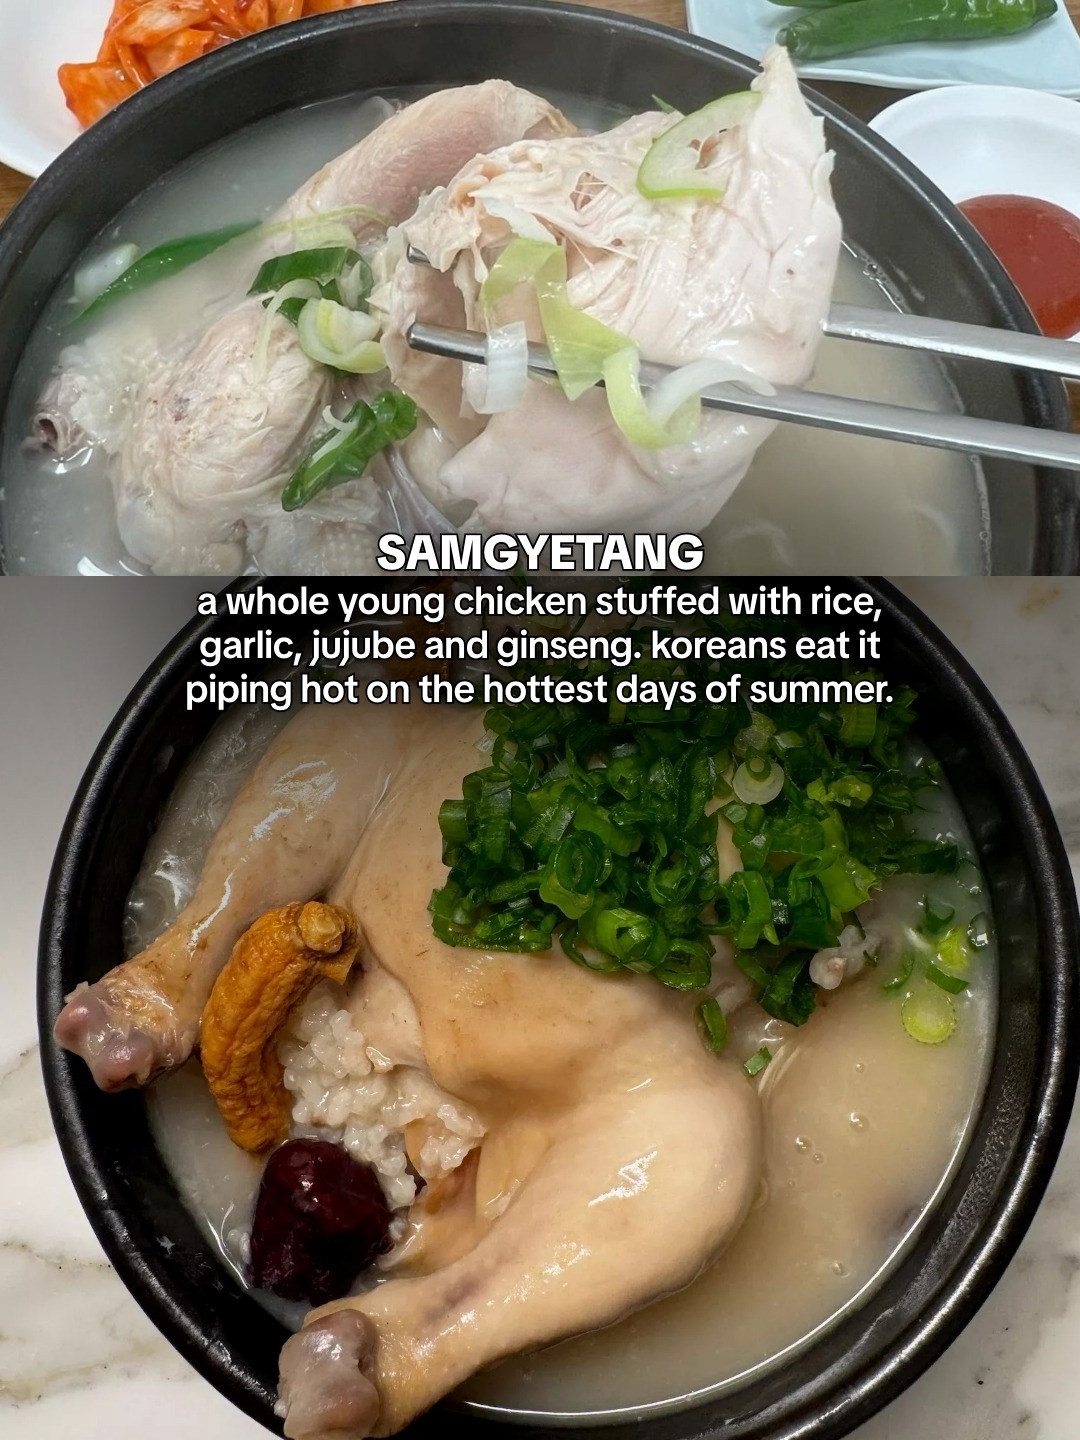 SAMGYETANG
a whole young chicken stuffed with rice,
garlic, jujube and ginseng. koreans eat it
piping hot on the hottest days of summer.